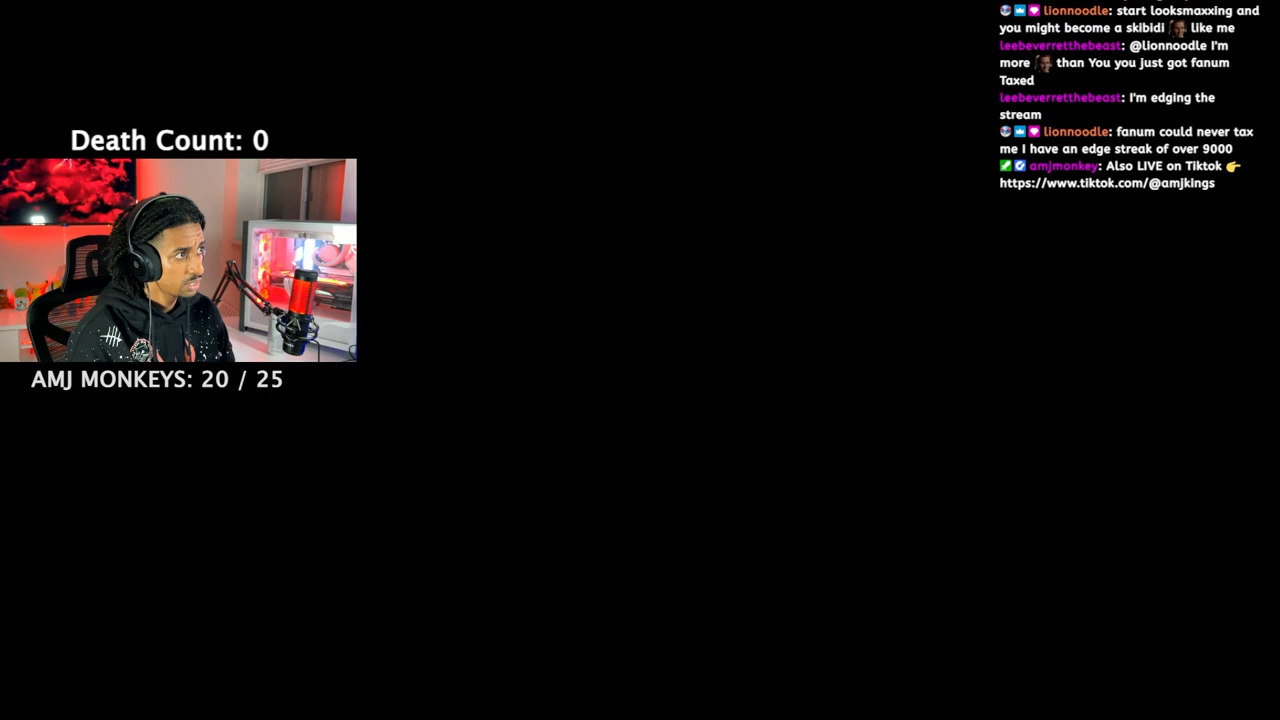 lionnoodle: start looksmaxxing and
you might become a skibidi like me
leebeverretthebeast: @lionnoodle I'm
more than You you just got fanum
Taxed
leebeverretthebeast: I'm edging the
stream
lionnoodle: fanum could never tax
me I have an edge streak of over 9000
amjmonkey: Also LIVE on Tiktok 👉
https://www.tiktok.com/@amjkings
Death Count: 0
AMJ MONKEYS: 20 / 25